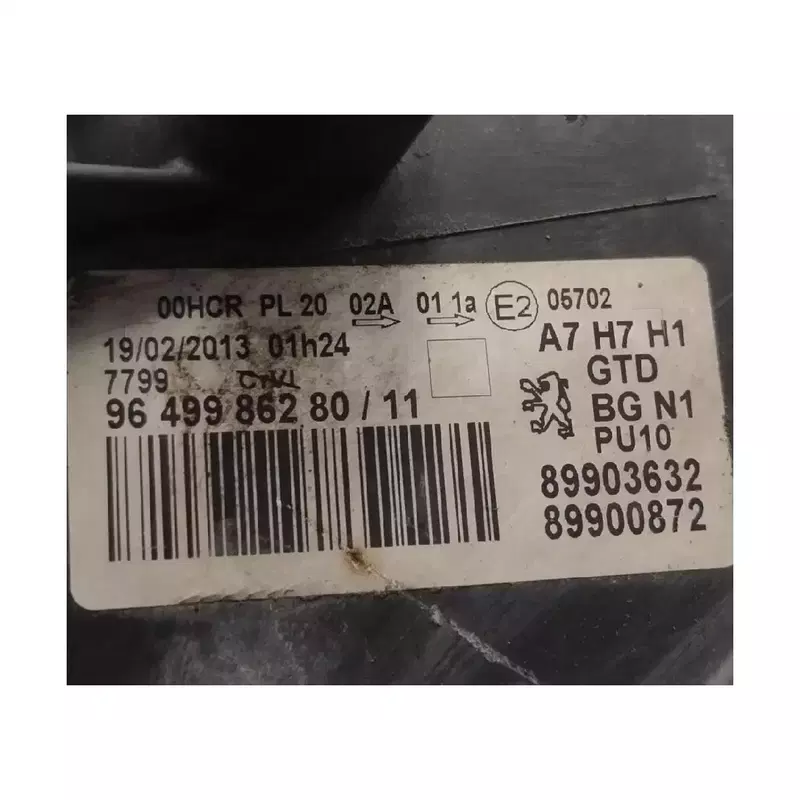 00HCR PL 20 02A 01 1a E2 05702
19/02/2013 01h24
7799
96 499 862 80 / 11
A7 H7 H1
GTD
BG N1
PU10
89903632
89900872